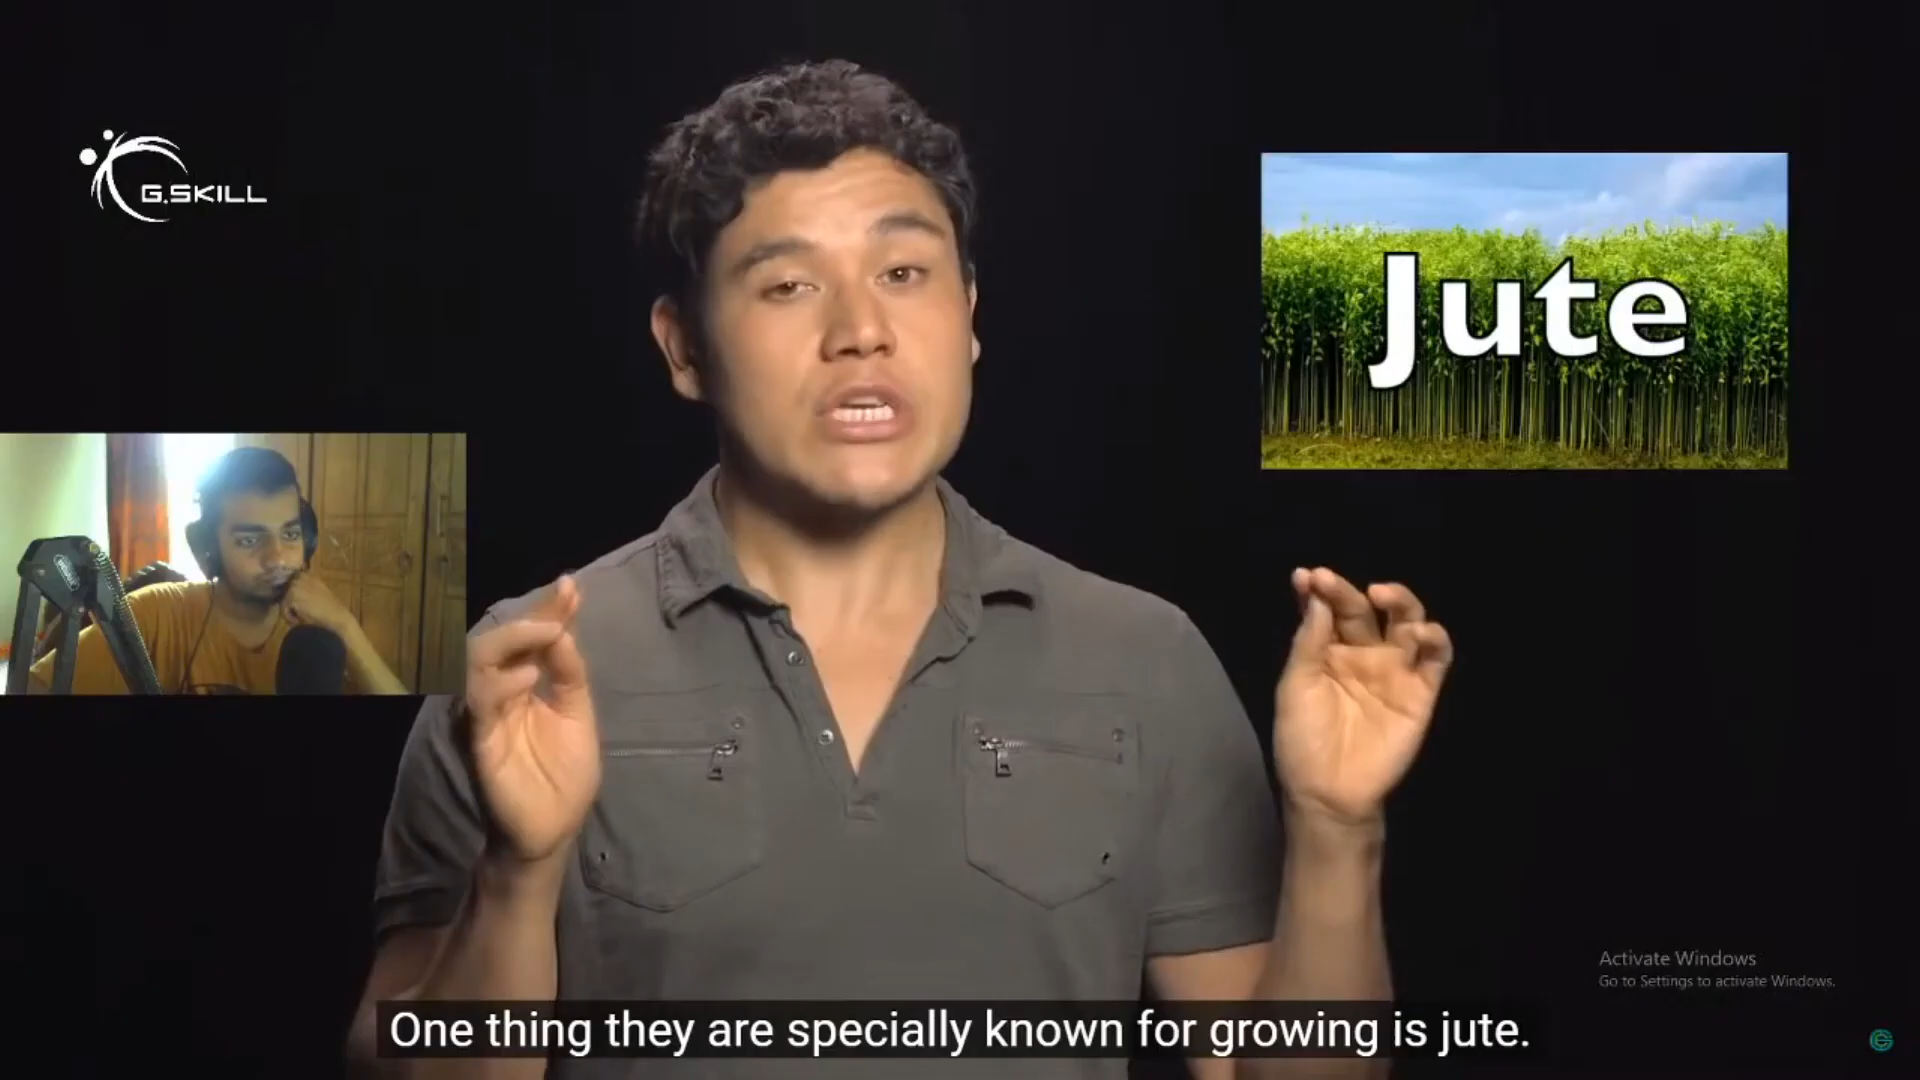 G.SKILL
Jute
Activate Windows
Go to Settings to activate Windows.
One thing they are specially known for growing is jute.